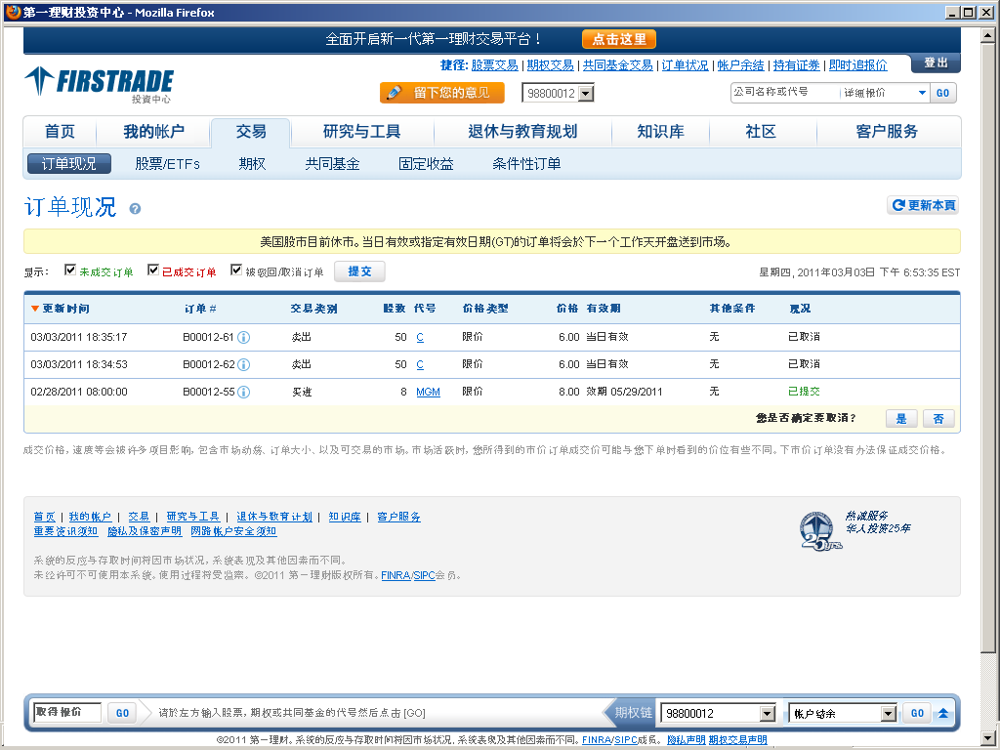 第一理财投资中心 - Mozilla Firefox
全面开启新一代第一理财交易平台！ 点击这里
捷径: 股票交易 | 期权交易 | 共同基金交易 | 订单状况 | 帐户余结 | 持有证券 | 即时追报价 登出
FIRSTRADE
投资中心
留下您的意见 98800012 公司名称或代号 详细报价 GO
首页 我的帐户 交易 研究与工具 退休与教育规划 知识库 社区 客户服务
订单现况 股票/ETFs 期权 共同基金 固定收益 条件性订单
订单现况 ? 更新本頁
美国股市目前休市。当日有效或指定有效日期(GT)的订单将会於下一个工作天开盘送到市场。
显示: 未成交订单 已成交订单 被驳回/取消订单 提交 星期四, 2011年03月03日 下午 6:53:35 EST
更新时间 订单 # 交易类别 股数 代号 价格类型 价格 有效期 其他条件 现况
03/03/2011 18:35:17 B00012-61 卖出 50 C 限价 6.00 当日有效 无 已取消
03/03/2011 18:34:53 B00012-62 卖出 50 C 限价 6.00 当日有效 无 已取消
02/28/2011 08:00:00 B00012-55 买进 8 MGM 限价 8.00 效期 05/29/2011 无 已提交
您是否确定要取消? 是 否
成交价格, 速度等会被许多项目影响, 包含市场动荡、订单大小、以及可交易的市场。市场活跃时, 您所得到的市价订单成交价可能与您下单时看到的价位有些不同。下市价订单没有办法保证成交价格。
首页 | 我的帐户 | 交易 | 研究与工具 | 退休与教育计划 | 知识库 | 客户服务
重要资讯须知 隐私及保密声明 网路帐户安全须知
系统的反应与存取时间将因市场状况, 系统表现及其他因素而不同。
未经许可不可使用本系统。使用过程将受监察。©2011 第一理财版权所有。FINRA/SIPC会员。
25yrs.
热诚服务
华人投资25年
取得报价 GO 请於左方输入股票, 期权或共同基金的代号然后点击 [GO] 期权链 98800012 帐户结余 GO
©2011 第一理财。系统的反应与存取时间将因市场状况, 系统表现及其他因素而不同。FINRA/SIPC成员。 隐私声明 期权交易声明